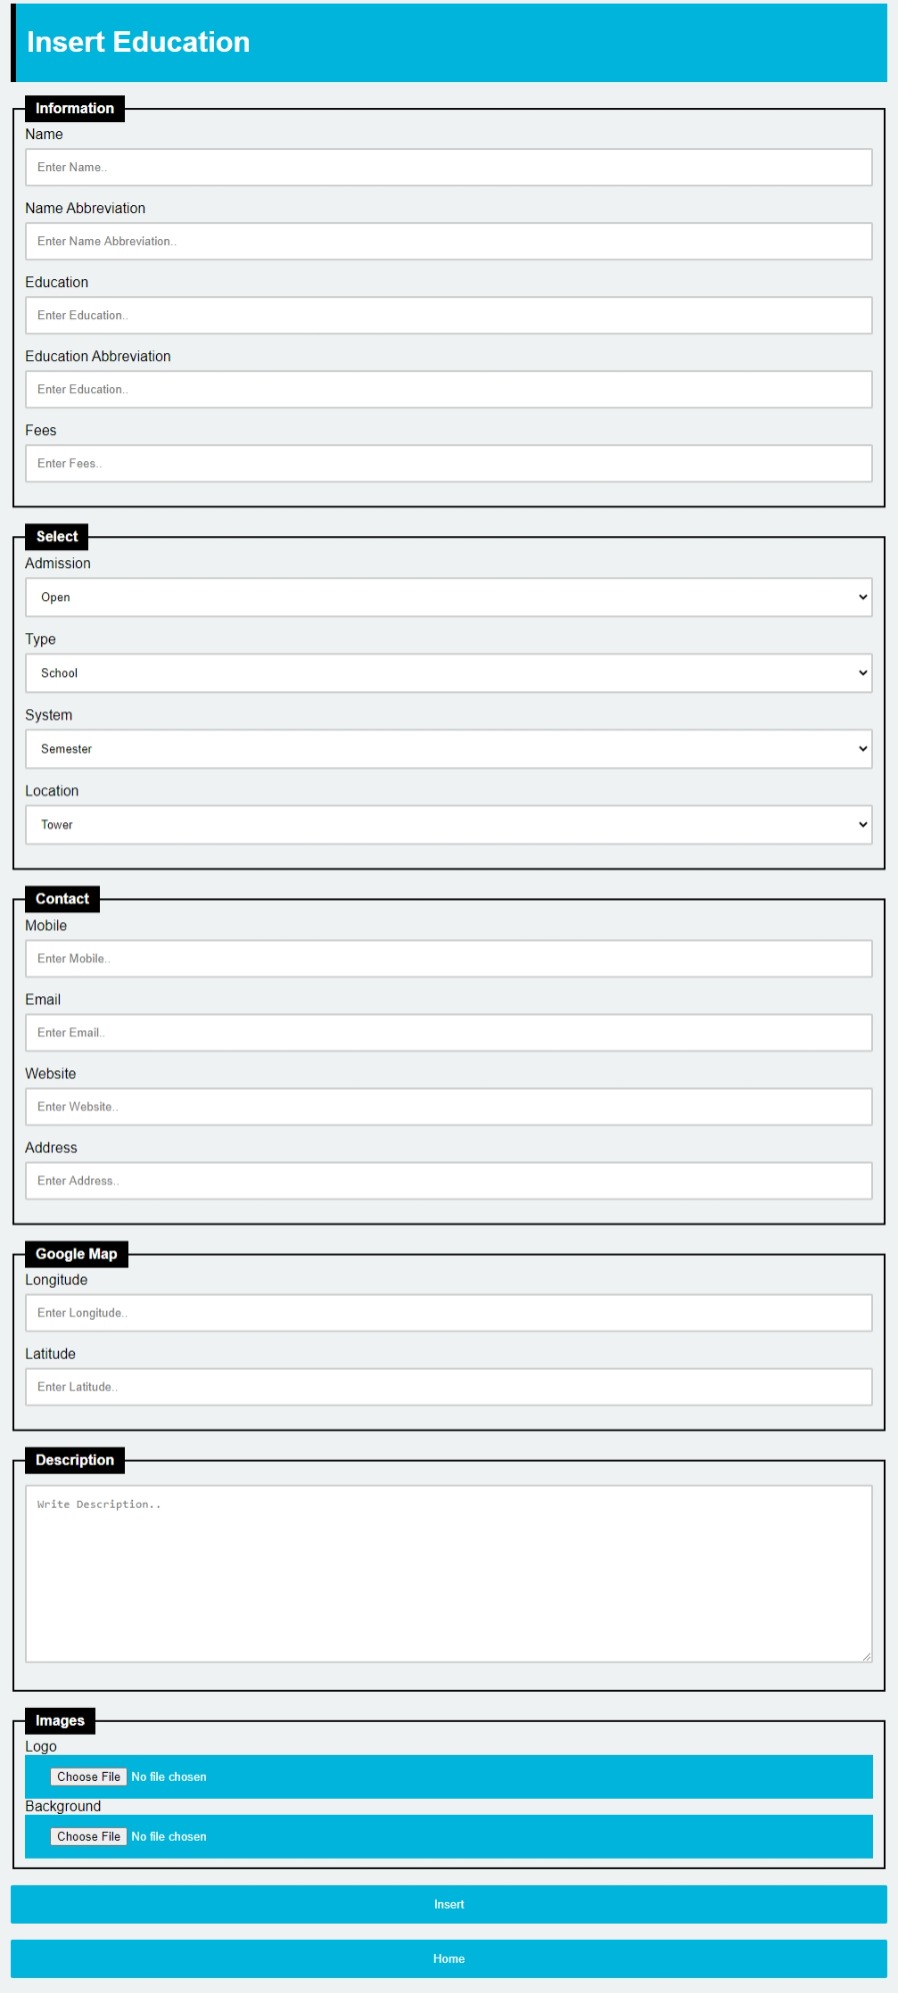 Insert Education
Information
Name
Enter Name..
Name Abbreviation
Enter Name Abbreviation..
Education
Enter Education..
Education Abbreviation
Enter Education..
Fees
Enter Fees..
Select
Admission
Open
Type
School
System
Semester
Location
Tower
Contact
Mobile
Enter Mobile..
Email
Enter Email..
Website
Enter Website..
Address
Enter Address..
Google Map
Longitude
Enter Longitude..
Latitude
Enter Latitude..
Description
Write Description..
Images
Logo
Choose File No file chosen
Background
Choose File No file chosen
Insert
Home